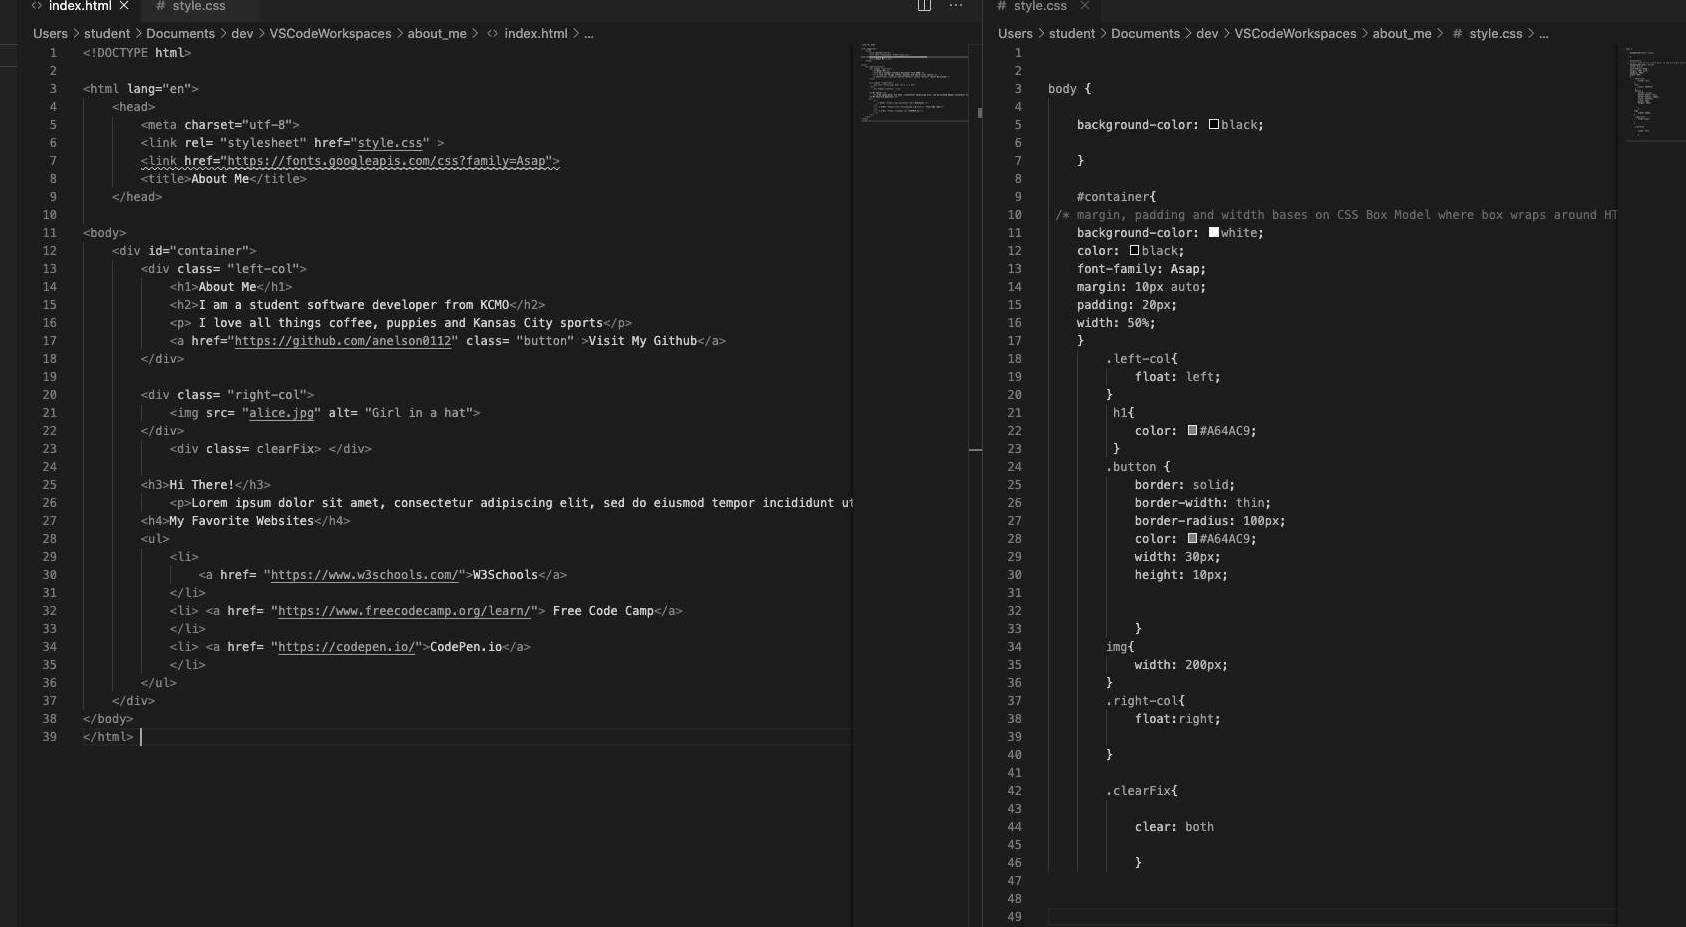 index.html
style.css
Users > student > Documents > dev > VSCodeWorkspaces > about_me > index.html > ...
1 <!DOCTYPE html>
2
3 <html lang="en">
4 <head>
5 <meta charset="utf-8">
6 <link rel= "stylesheet" href="style.css" >
7 <link href="https://fonts.googleapis.com/css?family=Asap">
8 <title>About Me</title>
9 </head>
10
11 <body>
12 <div id="container">
13 <div class= "left-col">
14 <h1>About Me</h1>
15 <h2>I am a student software developer from KCMO</h2>
16 <p> I love all things coffee, puppies and Kansas City sports</p>
17 <a href="https://github.com/anelson0112" class= "button" >Visit My Github</a>
18 </div>
19
20 <div class= "right-col">
21 <img src= "alice.jpg" alt= "Girl in a hat">
22 </div>
23 <div class= clearFix> </div>
24
25 <h3>Hi There!</h3>
26 <p>Lorem ipsum dolor sit amet, consectetur adipiscing elit, sed do eiusmod tempor incididunt ut
27 <h4>My Favorite Websites</h4>
28 <ul>
29 <li>
30 <a href= "https://www.w3schools.com/">W3Schools</a>
31 </li>
32 <li> <a href= "https://www.freecodecamp.org/learn/"> Free Code Camp</a>
33 </li>
34 <li> <a href= "https://codepen.io/">CodePen.io</a>
35 </li>
36 </ul>
37 </div>
38 </body>
39 </html>
# style.css
Users > student > Documents > dev > VSCodeWorkspaces > about_me > # style.css > ...
1
2
3 body {
4
5 background-color: black;
6
7 }
8
9 #container{
10 /* margin, padding and witdth bases on CSS Box Model where box wraps around HT
11 background-color: white;
12 color: black;
13 font-family: Asap;
14 margin: 10px auto;
15 padding: 20px;
16 width: 50%;
17 }
18 .left-col{
19 float: left;
20 }
21 h1{
22 color: #A64AC9;
23 }
24 .button {
25 border: solid;
26 border-width: thin;
27 border-radius: 100px;
28 color: #A64AC9;
29 width: 30px;
30 height: 10px;
31
32
33 }
34 img{
35 width: 200px;
36 }
37 .right-col{
38 float:right;
39
40 }
41
42 .clearFix{
43
44 clear: both
45
46 }
47
48
49